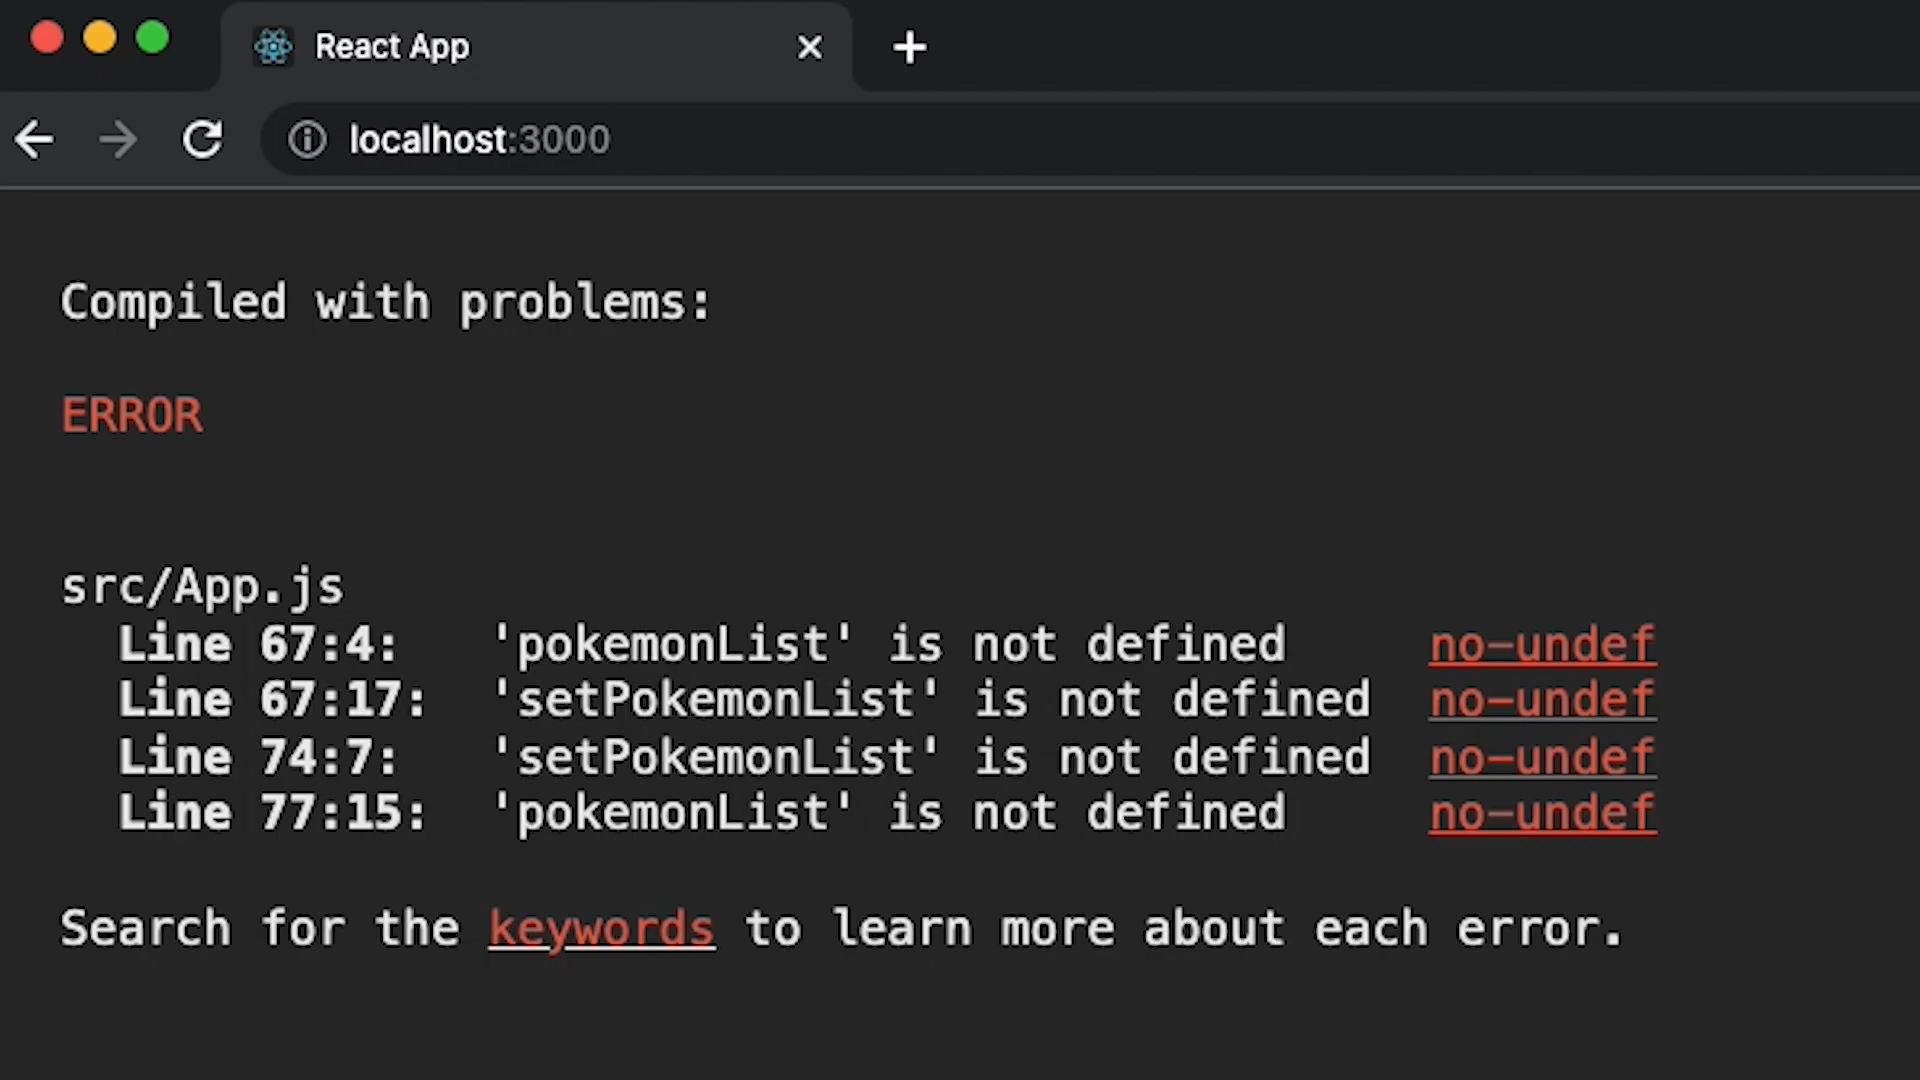 React App
localhost:3000
Compiled with problems:
ERROR
src/App.js
Line 67:4: 'pokemonList' is not defined no-undef
Line 67:17: 'setPokemonList' is not defined no-undef
Line 74:7: 'setPokemonList' is not defined no-undef
Line 77:15: 'pokemonList' is not defined no-undef
Search for the keywords to learn more about each error.